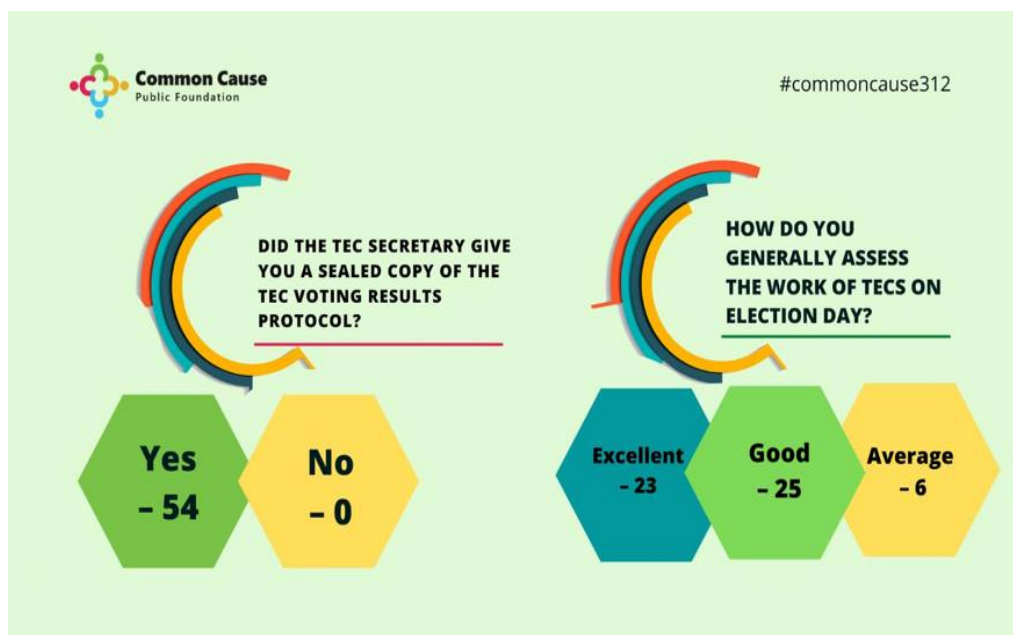 Common Cause
Public Foundation
#commoncause312
DID THE TEC SECRETARY GIVE
YOU A SEALED COPY OF THE
TEC VOTING RESULTS
PROTOCOL?
Yes
– 54
No
– 0
HOW DO YOU
GENERALLY ASSESS
THE WORK OF TECS ON
ELECTION DAY?
Excellent
– 23
Good
– 25
Average
– 6